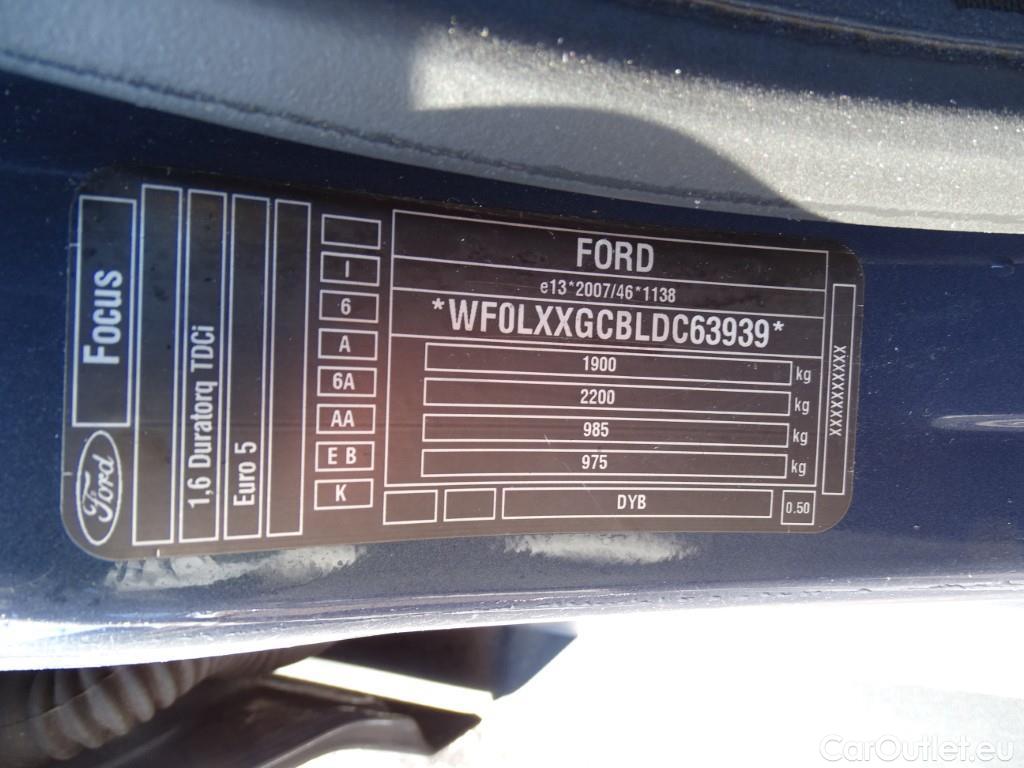 Focus
Ford
1,6 Duratorq TDCi
Euro 5
I
6
A
6A
AA
E B
K
FORD
e13*2007/46*1138
*WF0LXXGCBLDC63939*
1900 kg
2200 kg
985 kg
975 kg
DYB
0.50
XXXXXXXXXX
CarOutlet.eu